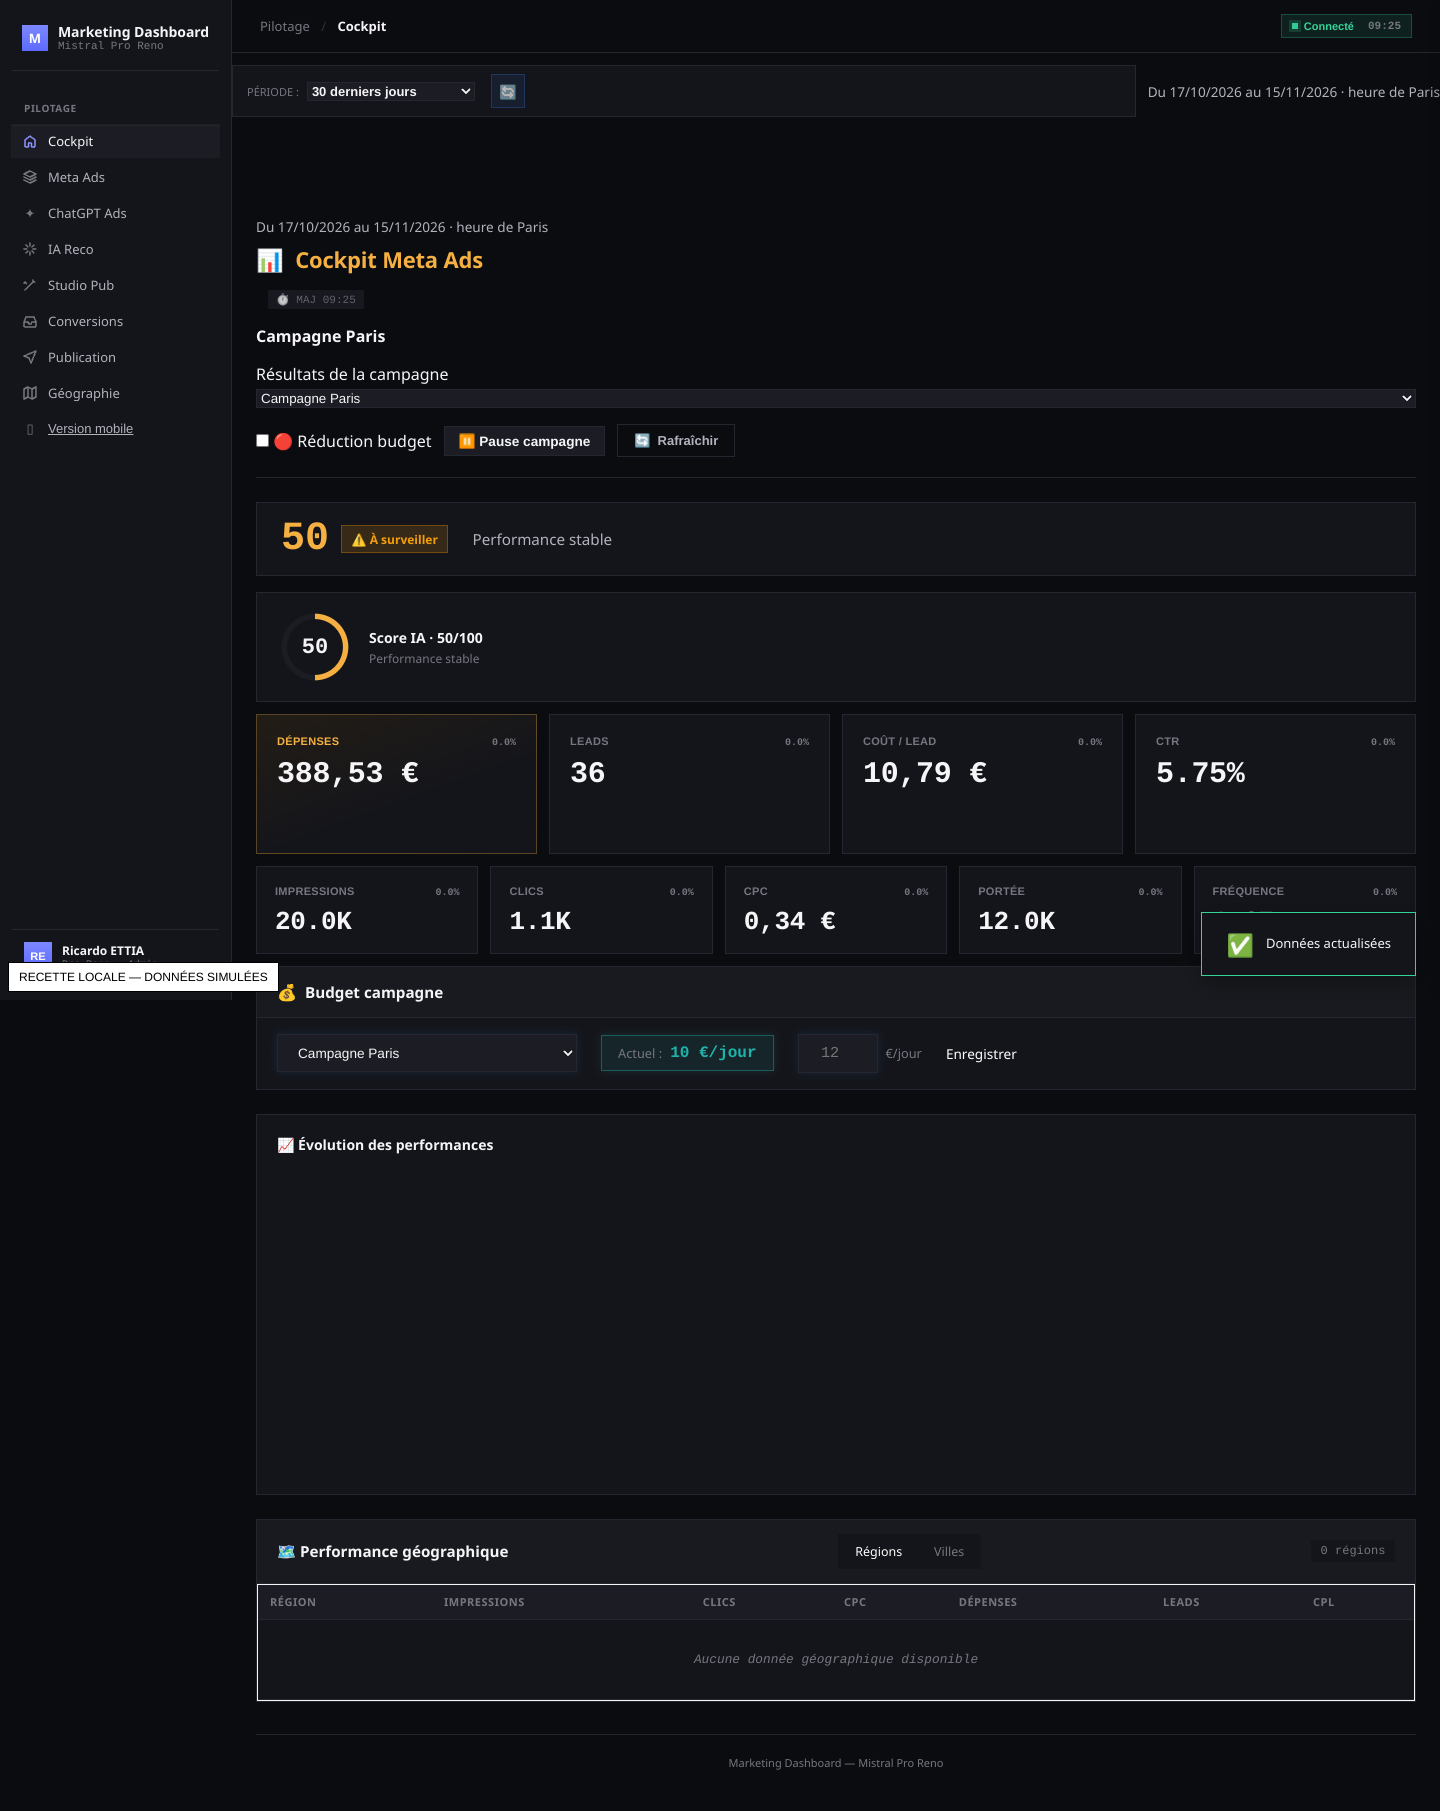 M
Marketing Dashboard
Mistral Pro Reno
PILOTAGE
Cockpit
Meta Ads
ChatGPT Ads
IA Reco
Studio Pub
Conversions
Publication
Géographie
Version mobile
RE
Ricardo ETTIA
RECETTE LOCALE — DONNÉES SIMULÉES
Pilotage / Cockpit
Connecté 09:25
PÉRIODE : 30 derniers jours
Du 17/10/2026 au 15/11/2026 · heure de Paris
Du 17/10/2026 au 15/11/2026 · heure de Paris
Cockpit Meta Ads
MAJ 09:25
Campagne Paris
Résultats de la campagne
Campagne Paris
Réduction budget
Pause campagne
Rafraîchir
50 À surveiller Performance stable
50
Score IA · 50/100
Performance stable
DÉPENSES 0.0%
388,53 €
LEADS 0.0%
36
COÛT / LEAD 0.0%
10,79 €
CTR 0.0%
5.75%
IMPRESSIONS 0.0%
20.0K
CLICS 0.0%
1.1K
CPC 0.0%
0,34 €
PORTÉE 0.0%
12.0K
FRÉQUENCE 0.0%
Données actualisées
Budget campagne
Campagne Paris
Actuel : 10 €/jour
12 €/jour
Enregistrer
Évolution des performances
Performance géographique
Régions Villes
0 régions
RÉGION IMPRESSIONS CLICS CPC DÉPENSES LEADS CPL
Aucune donnée géographique disponible
Marketing Dashboard — Mistral Pro Reno